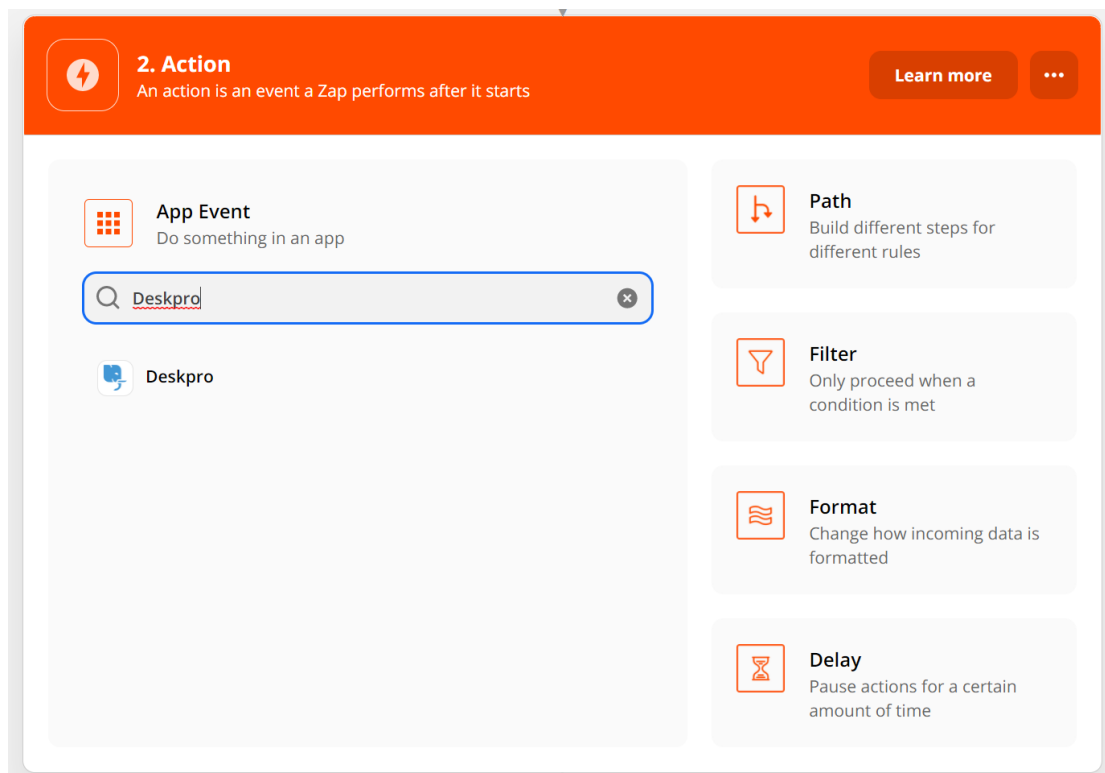 2. Action
An action is an event a Zap performs after it starts
Learn more
App Event
Do something in an app
Deskpro
Deskpro
Path
Build different steps for
different rules
Filter
Only proceed when a
condition is met
Format
Change how incoming data is
formatted
Delay
Pause actions for a certain
amount of time